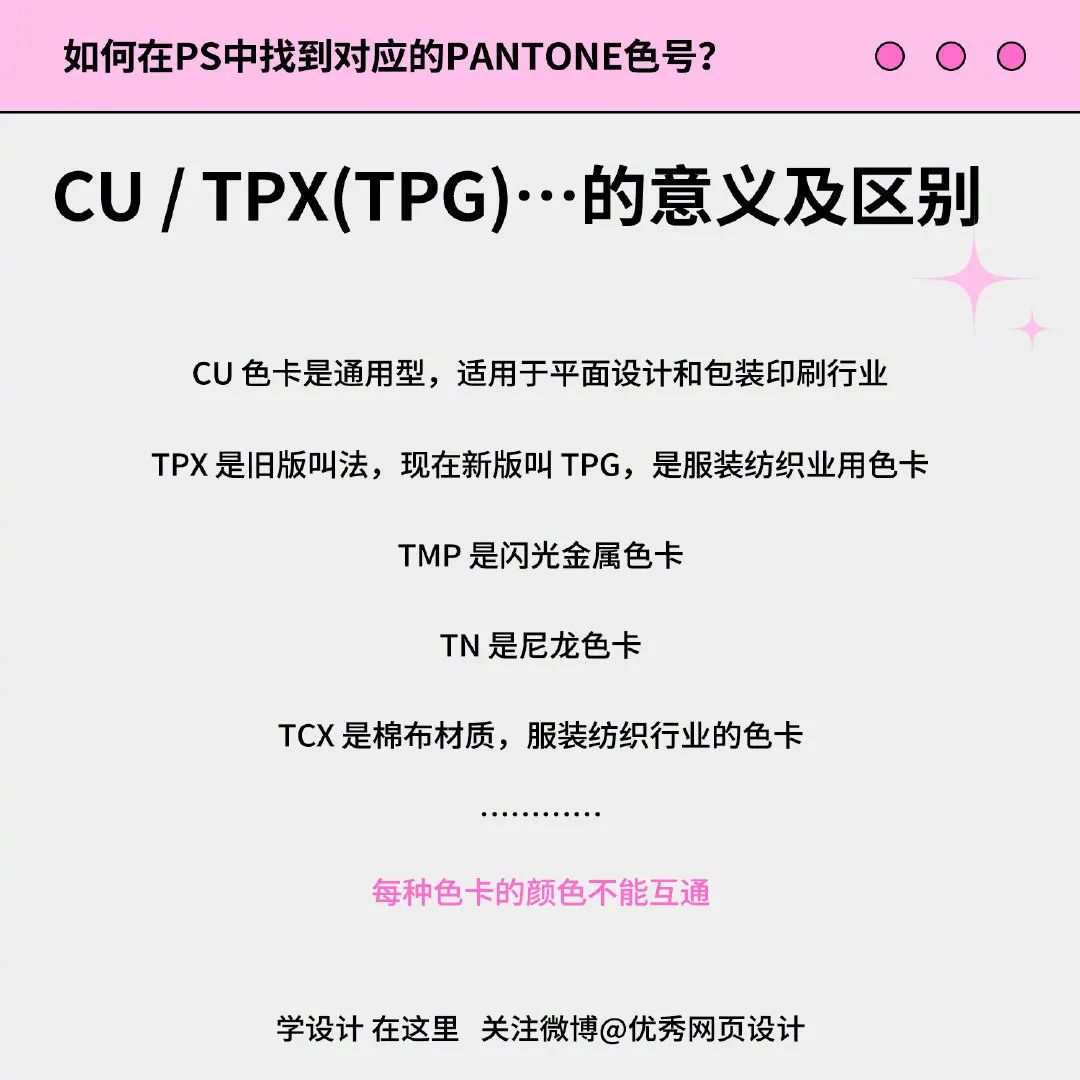 如何在PS中找到对应的PANTONE色号？
CU / TPX(TPG)…的意义及区别
CU 色卡是通用型，适用于平面设计和包装印刷行业
TPX 是旧版叫法，现在新版叫 TPG，是服装纺织业用色卡
TMP 是闪光金属色卡
TN 是尼龙色卡
TCX 是棉布材质，服装纺织行业的色卡
…………
每种色卡的颜色不能互通
学设计 在这里 关注微博@优秀网页设计